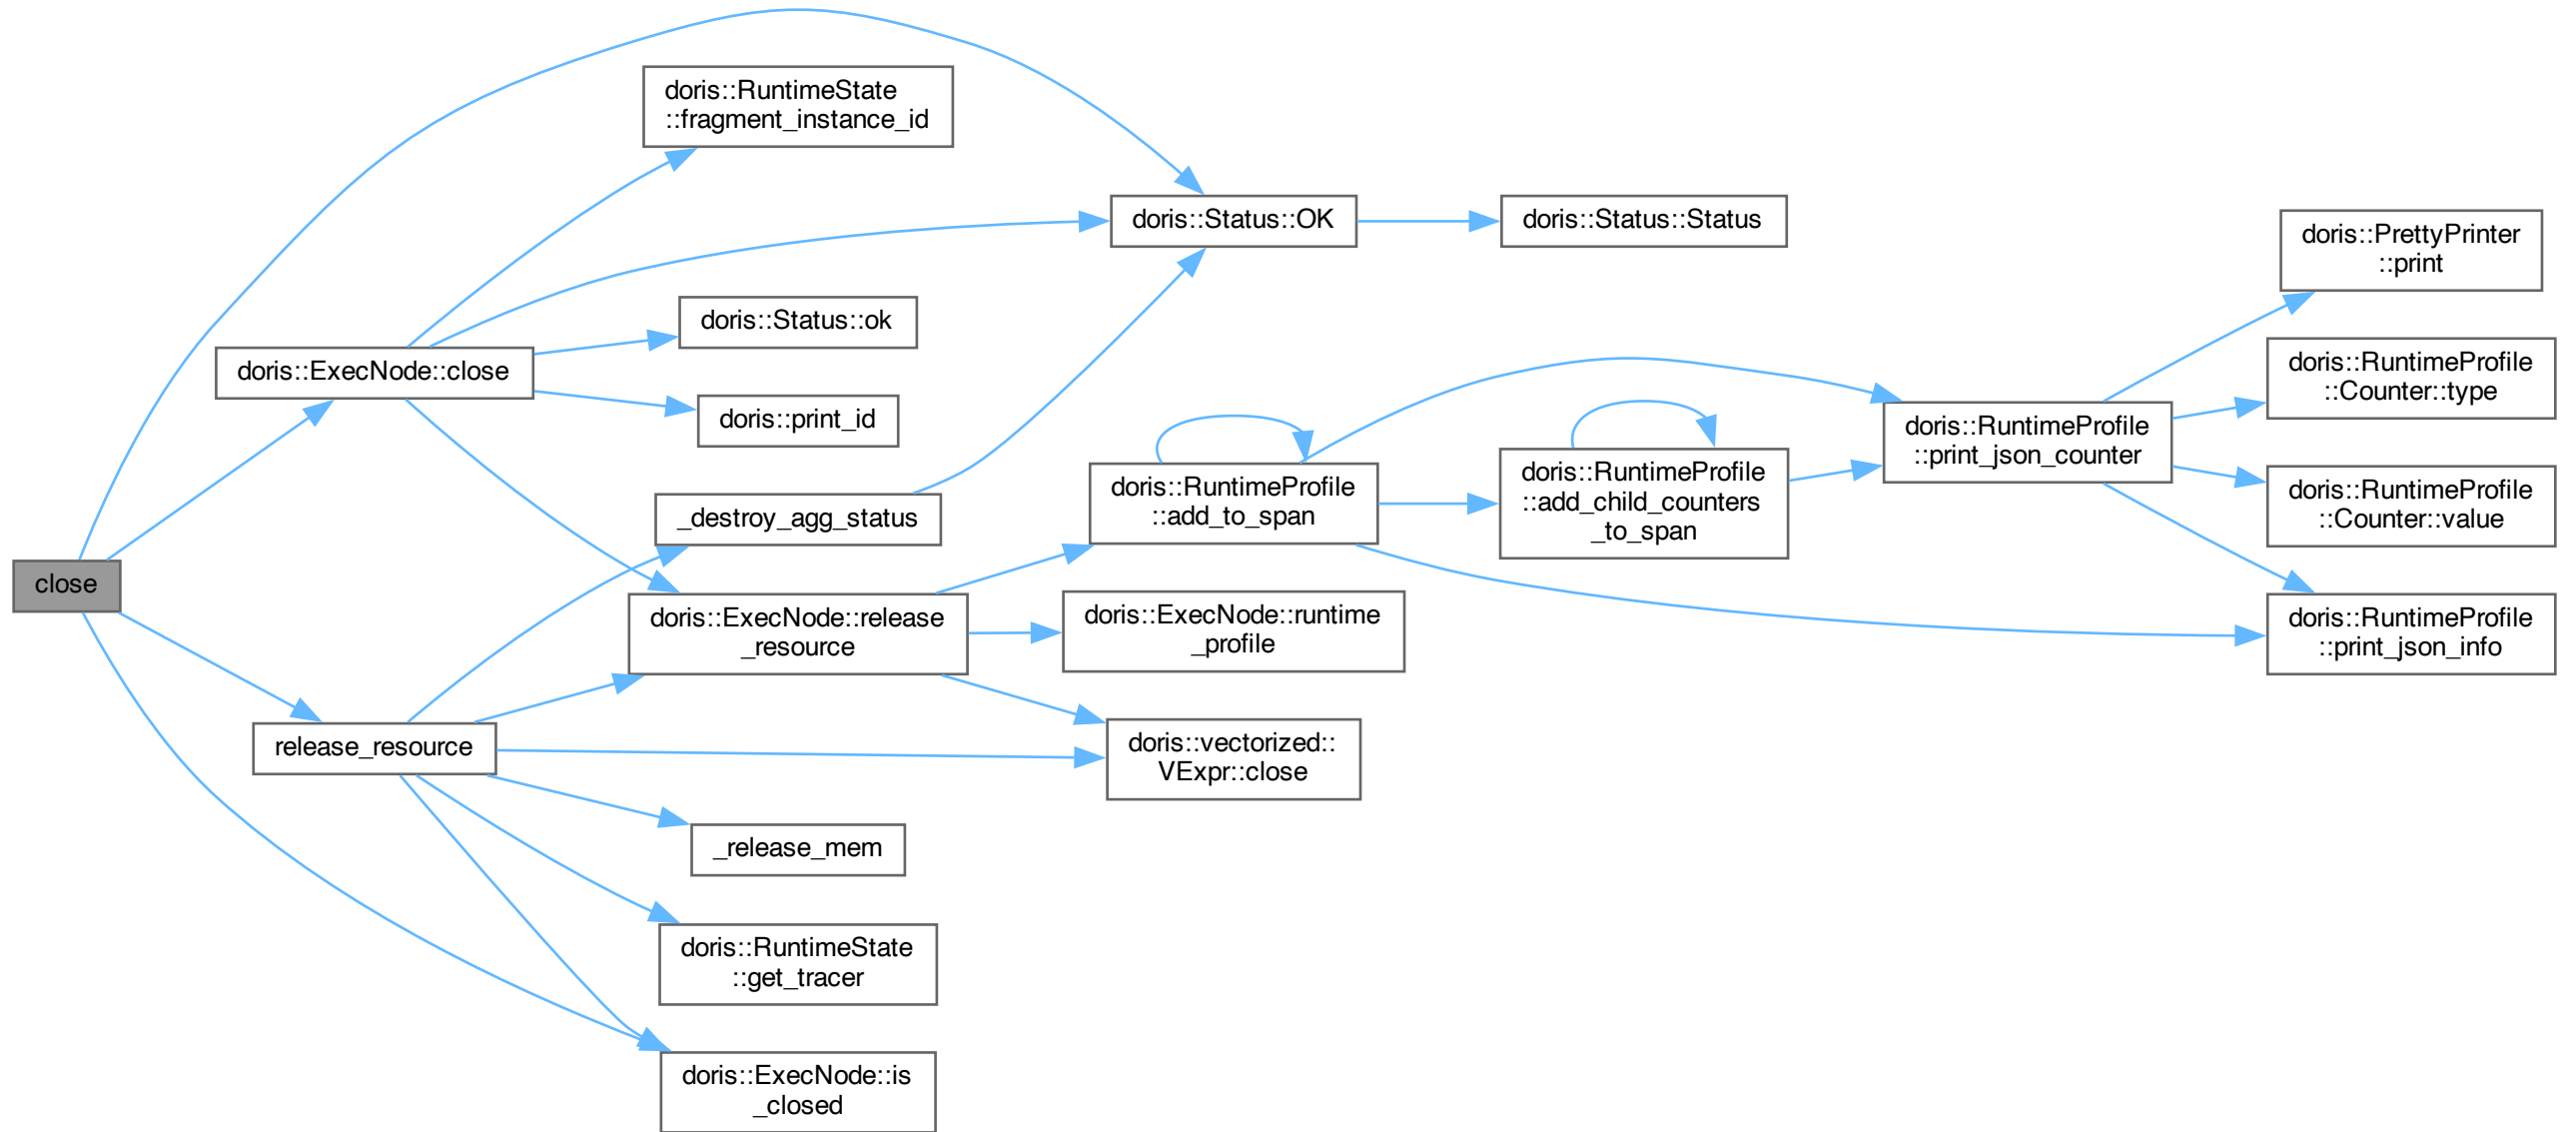 close
doris::ExecNode::close
release_resource
doris::RuntimeState
::fragment_instance_id
doris::Status::ok
doris::print_id
_destroy_agg_status
doris::ExecNode::release
_resource
_release_mem
doris::RuntimeState
::get_tracer
doris::ExecNode::is
_closed
doris::Status::OK
doris::RuntimeProfile
::add_to_span
doris::ExecNode::runtime
_profile
doris::vectorized::
VExpr::close
doris::Status::Status
doris::RuntimeProfile
::add_child_counters
_to_span
doris::RuntimeProfile
::print_json_counter
doris::PrettyPrinter
::print
doris::RuntimeProfile
::Counter::type
doris::RuntimeProfile
::Counter::value
doris::RuntimeProfile
::print_json_info